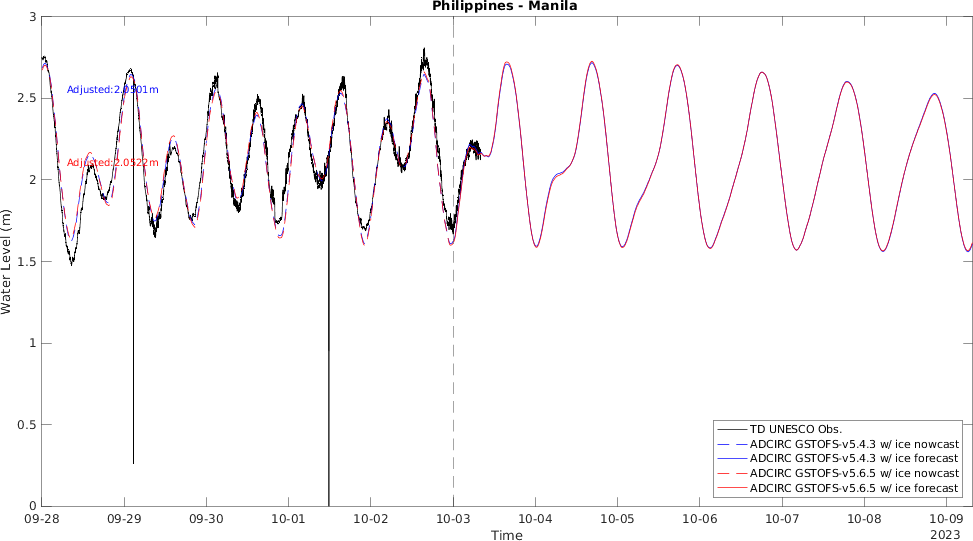 Philippines - Manila
3
2.5
2
1.5
1
0.5
0
Water Level (m)
Adjusted:2.0501m
Adjusted:2.0522m
TD UNESCO Obs.
ADCIRC GSTOFS-v5.4.3 w/ ice nowcast
ADCIRC GSTOFS-v5.4.3 w/ ice forecast
ADCIRC GSTOFS-v5.6.5 w/ ice nowcast
ADCIRC GSTOFS-v5.6.5 w/ ice forecast
09-28 09-29 09-30 10-01 10-02 10-03 10-04 10-05 10-06 10-07 10-08 10-09
2023
Time